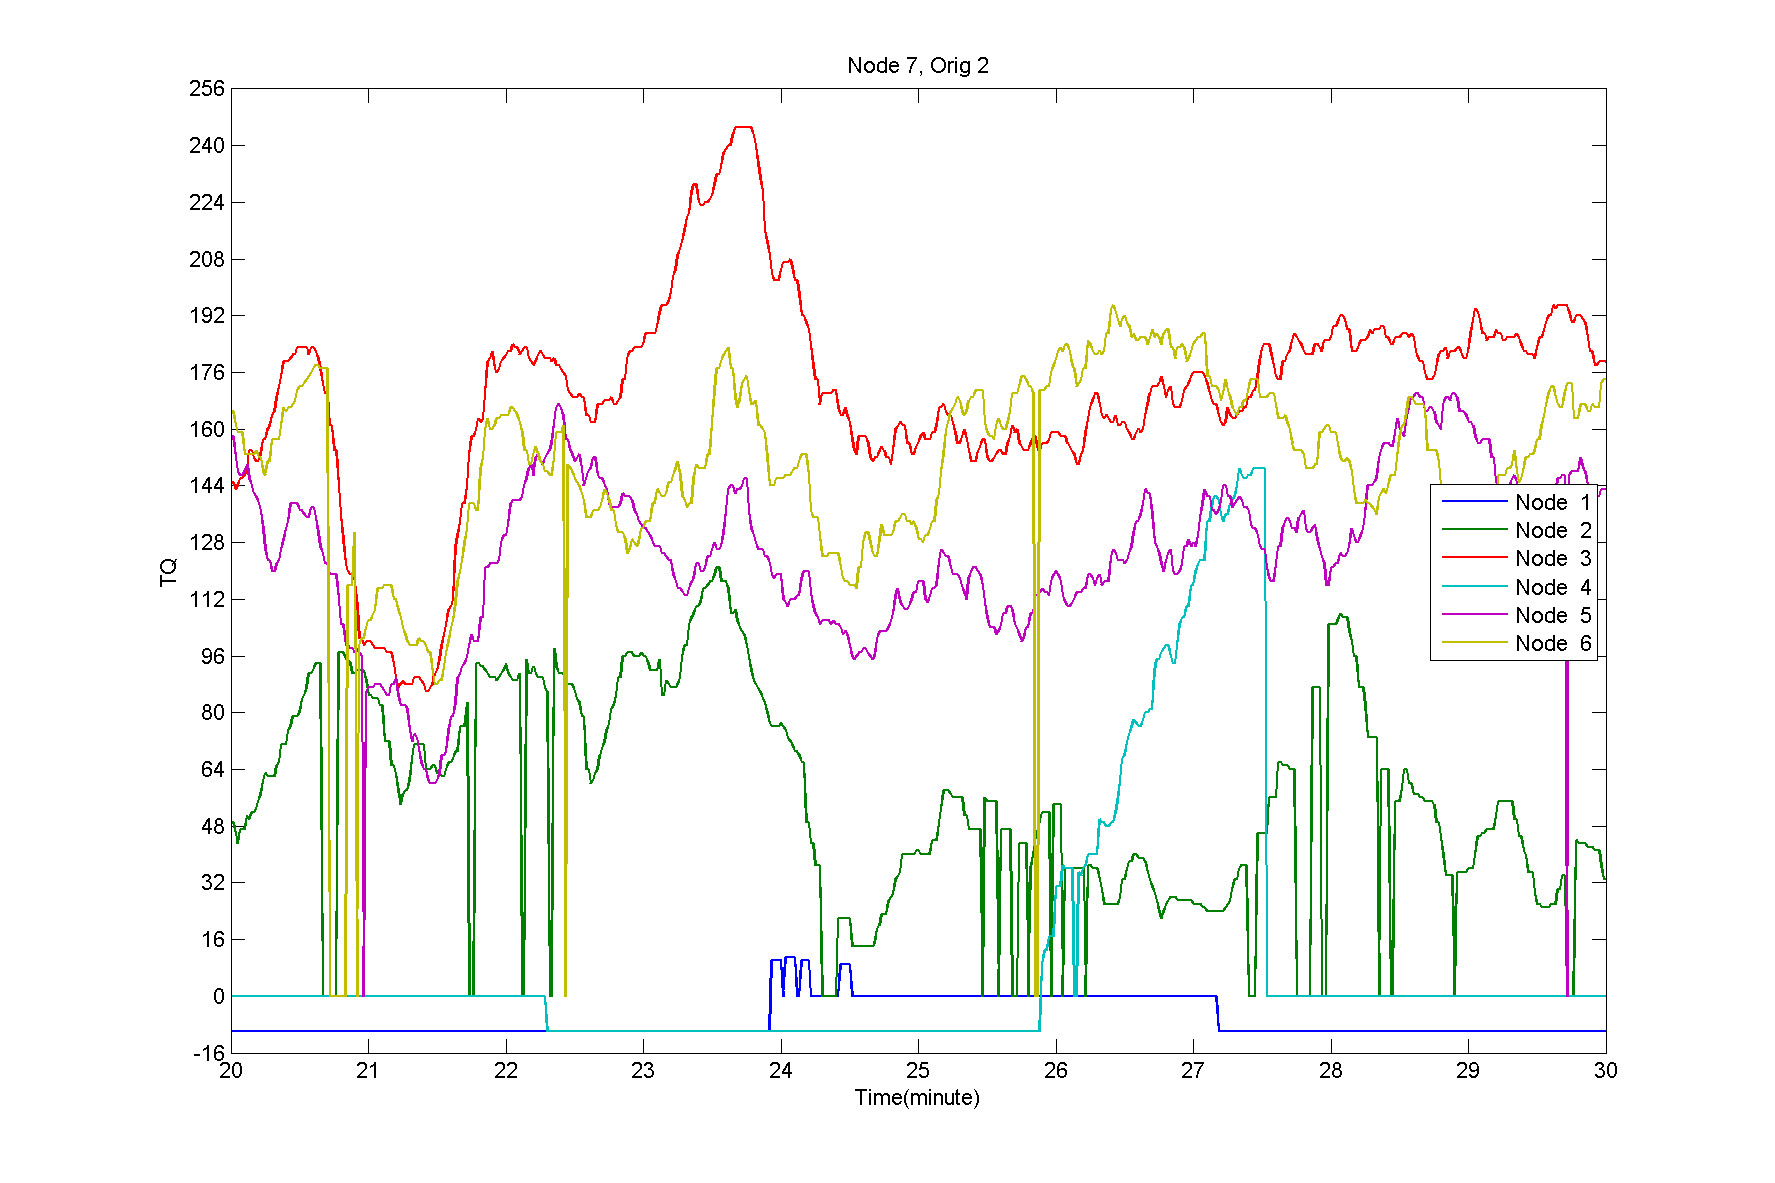 Node 7, Orig 2
256
240
224
208
192
176
160
144
128
112
96
80
64
48
32
16
0
-16
TQ
Node 1
Node 2
Node 3
Node 4
Node 5
Node 6
20 21 22 23 24 25 26 27 28 29 30
Time(minute)